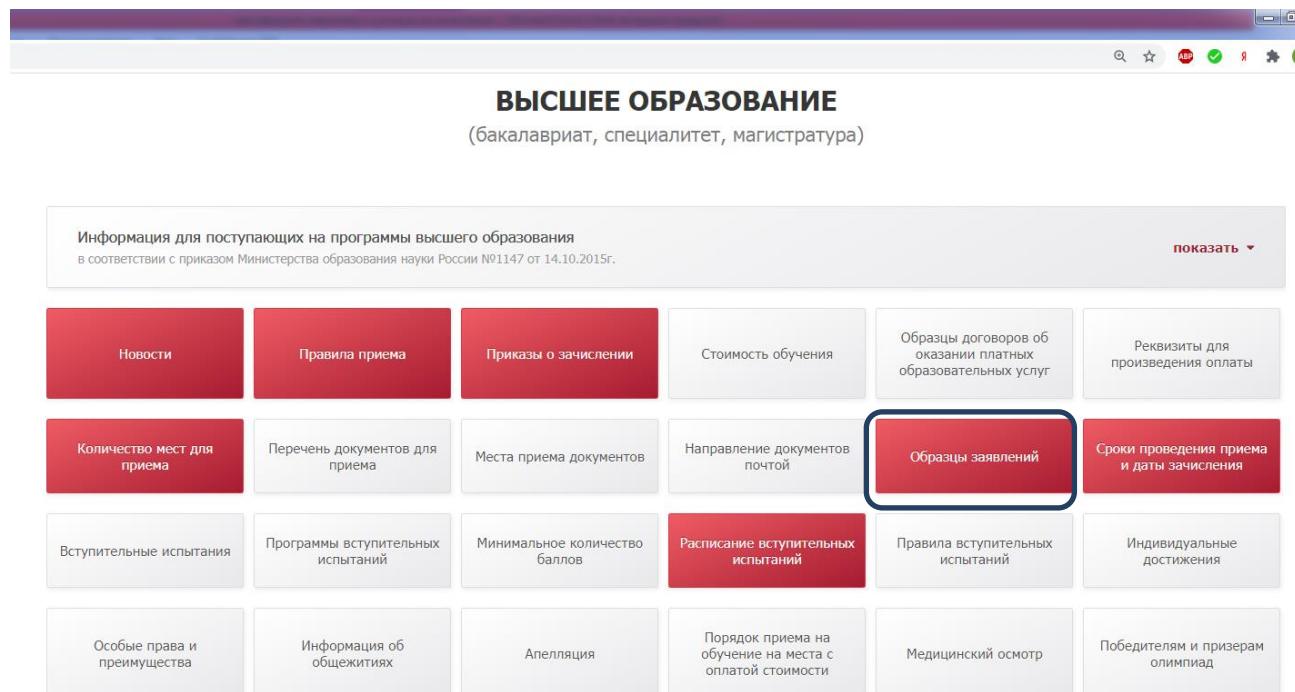 ABP
Я
ВЫСШЕЕ ОБРАЗОВАНИЕ
(бакалавриат, специалитет, магистратура)
Информация для поступающих на программы высшего образования
в соответствии с приказом Министерства образования науки России №1147 от 14.10.2015г.
показать
Новости
Правила приема
Приказы о зачислении
Стоимость обучения
Образцы договоров об
оказании платных
образовательных услуг
Реквизиты для
произведения оплаты
Количество мест для
приема
Перечень документов для
приема
Места приема документов
Направление документов
почтой
Образцы заявлений
Сроки проведения приема
и даты зачисления
Вступительные испытания
Программы вступительных
испытаний
Минимальное количество
баллов
Расписание вступительных
испытаний
Правила вступительных
испытаний
Индивидуальные
достижения
Особые права и
преимущества
Информация об
общежитиях
Апелляция
Порядок приема на
обучение на места с
оплатой стоимости
Медицинский осмотр
Победителям и призерам
олимпиад